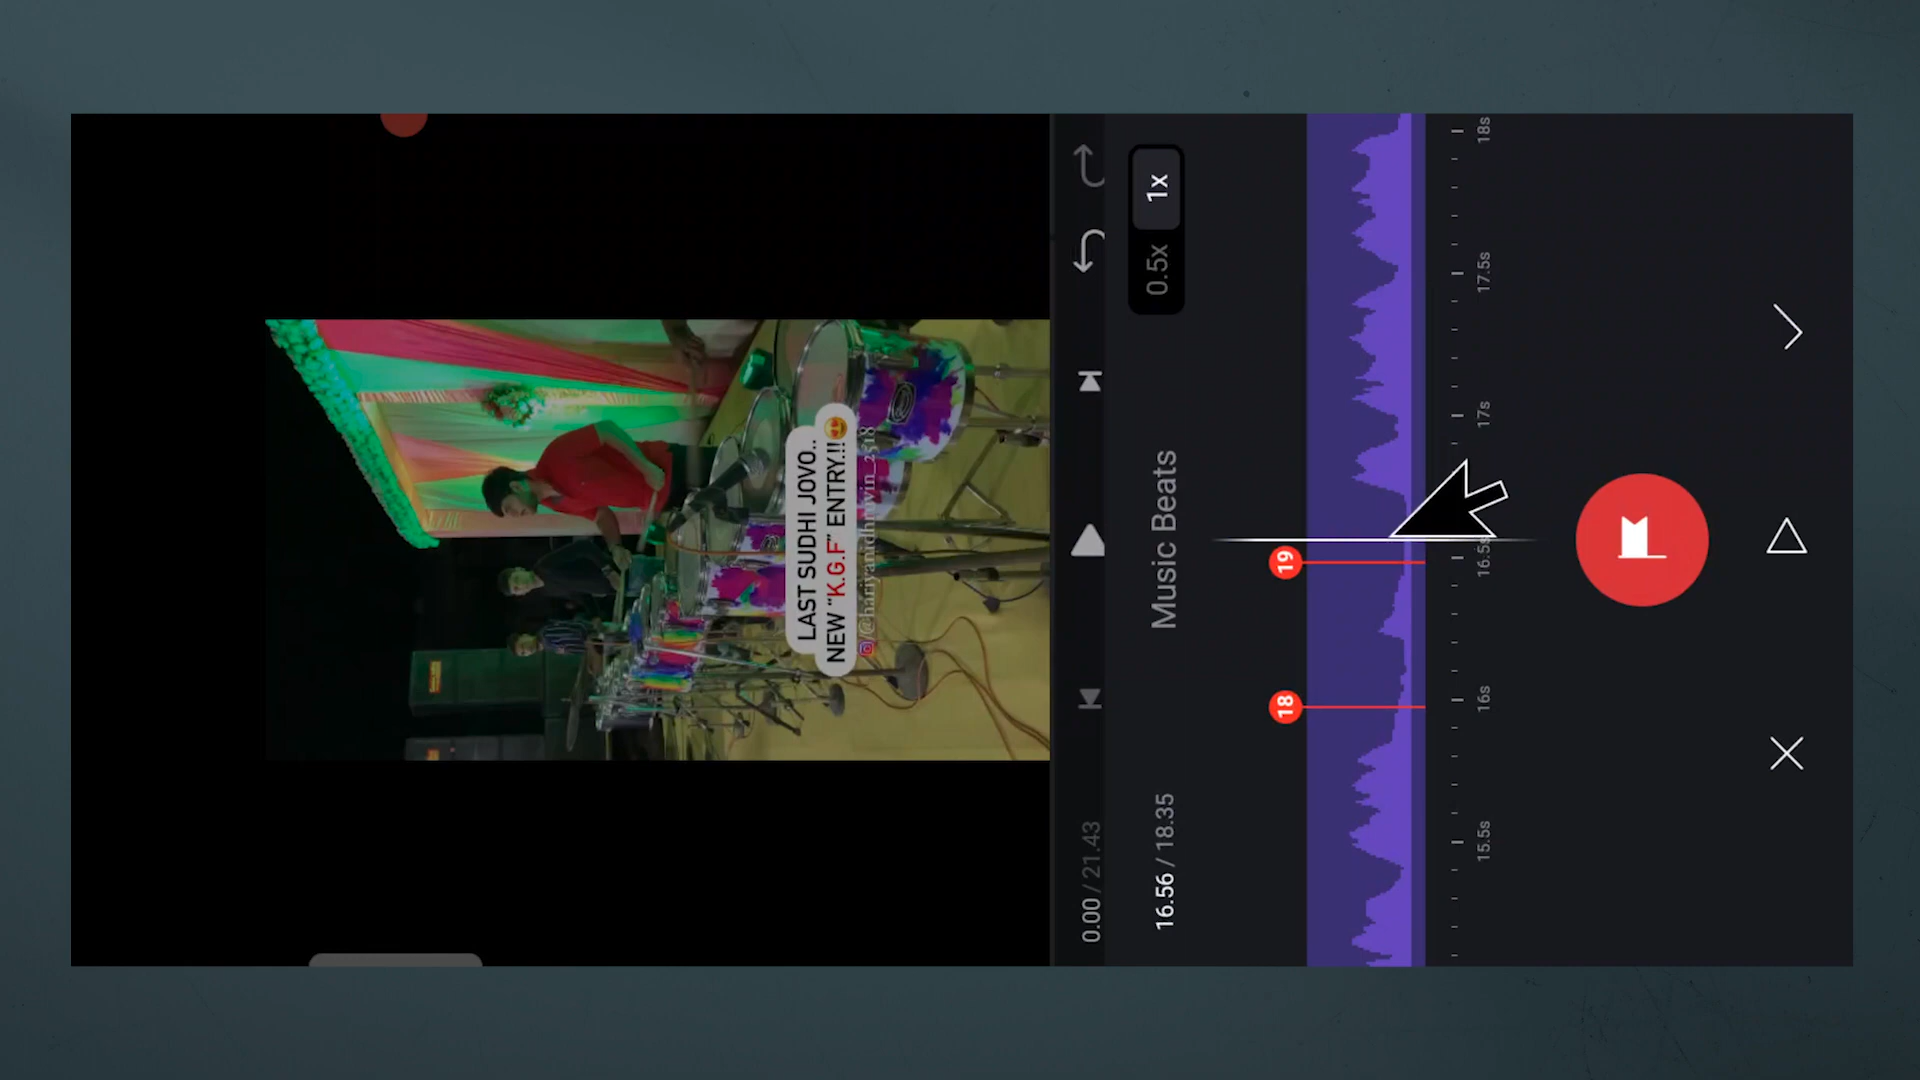 LAST SUDHI JOVO..
NEW "K.G.F" ENTRY.!!😍
/@hariyanidhruvin_2518
0.00 / 21.43
1x
0.5x
Music Beats
16.56 / 18.35
18
19
15.5s
16s
16.5s
17s
17.5s
18s